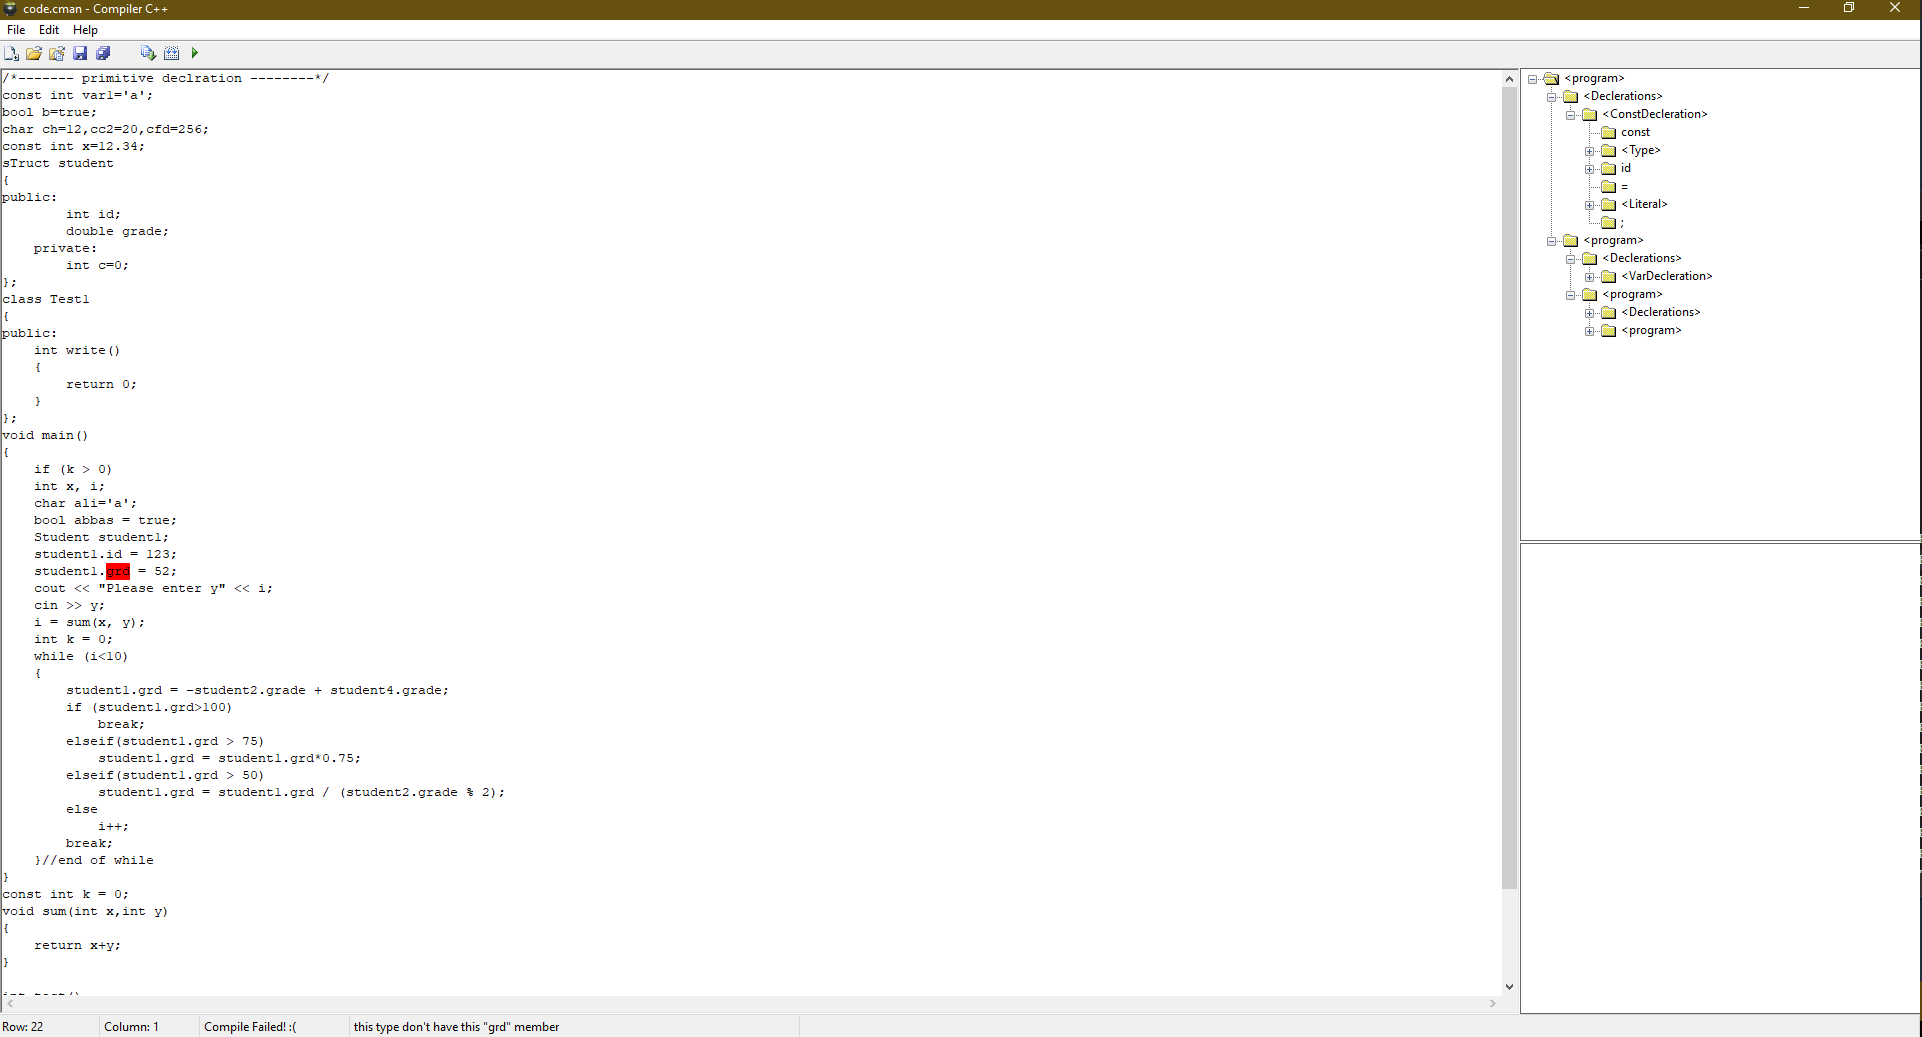 code.cman - Compiler C++
File Edit Help
/*------- primitive declration --------*/
const int var1='a';
bool b=true;
char ch=12,cc2=20,cfd=256;
const int x=12.34;
sTruct student
{
public:
        int id;
        double grade;
    private:
        int c=0;
};
class Test1
{
public:
    int write()
    {
        return 0;
    }
};
void main()
{
    if (k > 0)
    int x, i;
    char ali='a';
    bool abbas = true;
    Student student1;
    student1.id = 123;
    student1.grd = 52;
    cout << "Please enter y" << i;
    cin >> y;
    i = sum(x, y);
    int k = 0;
    while (i<10)
    {
        student1.grd = -student2.grade + student4.grade;
        if (student1.grd>100)
            break;
        elseif(student1.grd > 75)
            student1.grd = student1.grd*0.75;
        elseif(student1.grd > 50)
            student1.grd = student1.grd / (student2.grade % 2);
        else
            i++;
        break;
    }//end of while
}
const int k = 0;
void sum(int x,int y)
{
    return x+y;
}
int test()
<program>
<Declerations>
<ConstDecleration>
const
<Type>
id
=
<Literal>
;
<program>
<Declerations>
<VarDecleration>
<program>
<Declerations>
<program>
Row: 22 Column: 1 Compile Failed! :( this type don't have this "grd" member